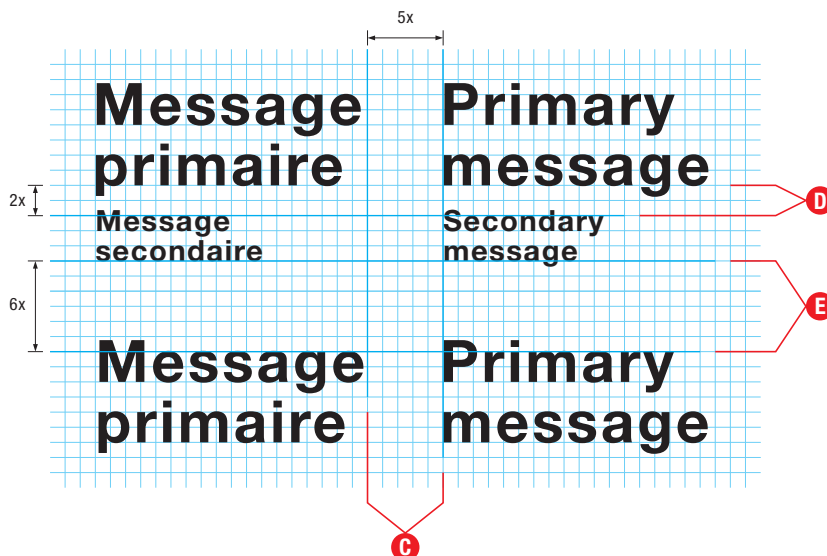 5x
Message
primaire
Primary
message
2x
D
Message
secondaire
Secondary
message
6x
E
Message
primaire
Primary
message
C